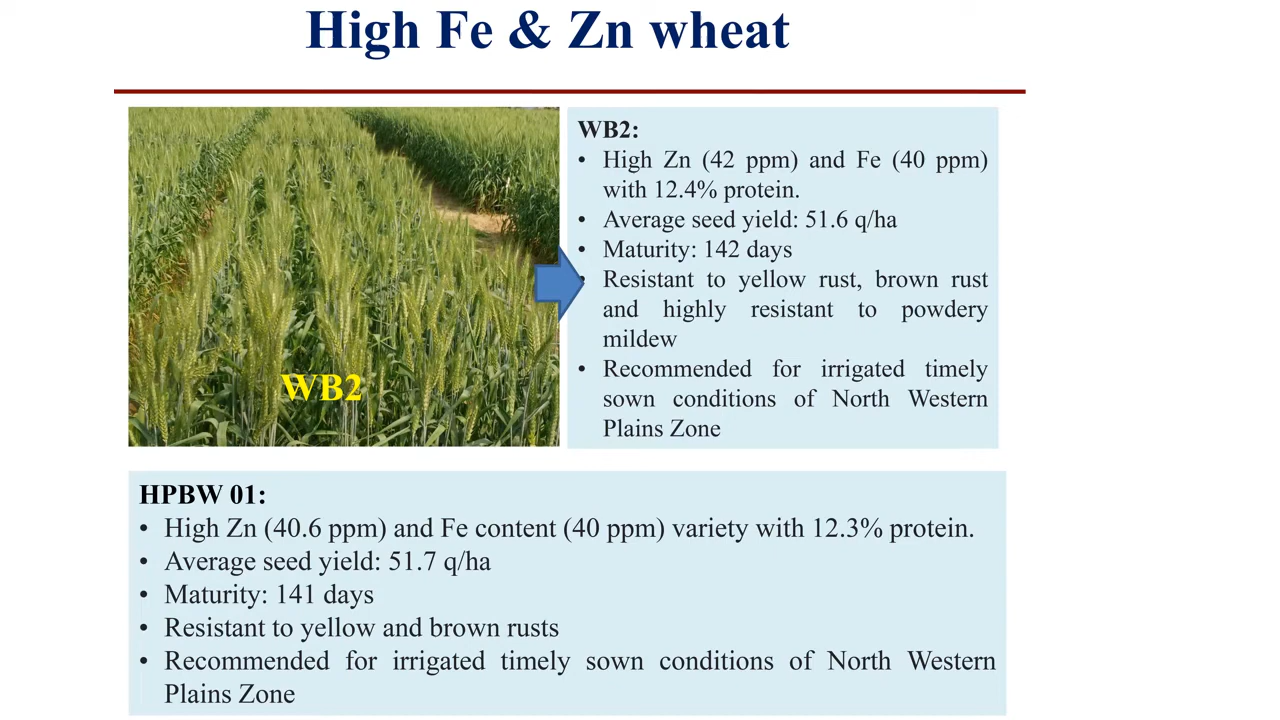 High Fe & Zn wheat
WB2
WB2:
• High Zn (42 ppm) and Fe (40 ppm)
with 12.4% protein.
• Average seed yield: 51.6 q/ha
• Maturity: 142 days
• Resistant to yellow rust, brown rust
and highly resistant to powdery
mildew
• Recommended for irrigated timely
sown conditions of North Western
Plains Zone
HPBW 01:
• High Zn (40.6 ppm) and Fe content (40 ppm) variety with 12.3% protein.
• Average seed yield: 51.7 q/ha
• Maturity: 141 days
• Resistant to yellow and brown rusts
• Recommended for irrigated timely sown conditions of North Western
Plains Zone